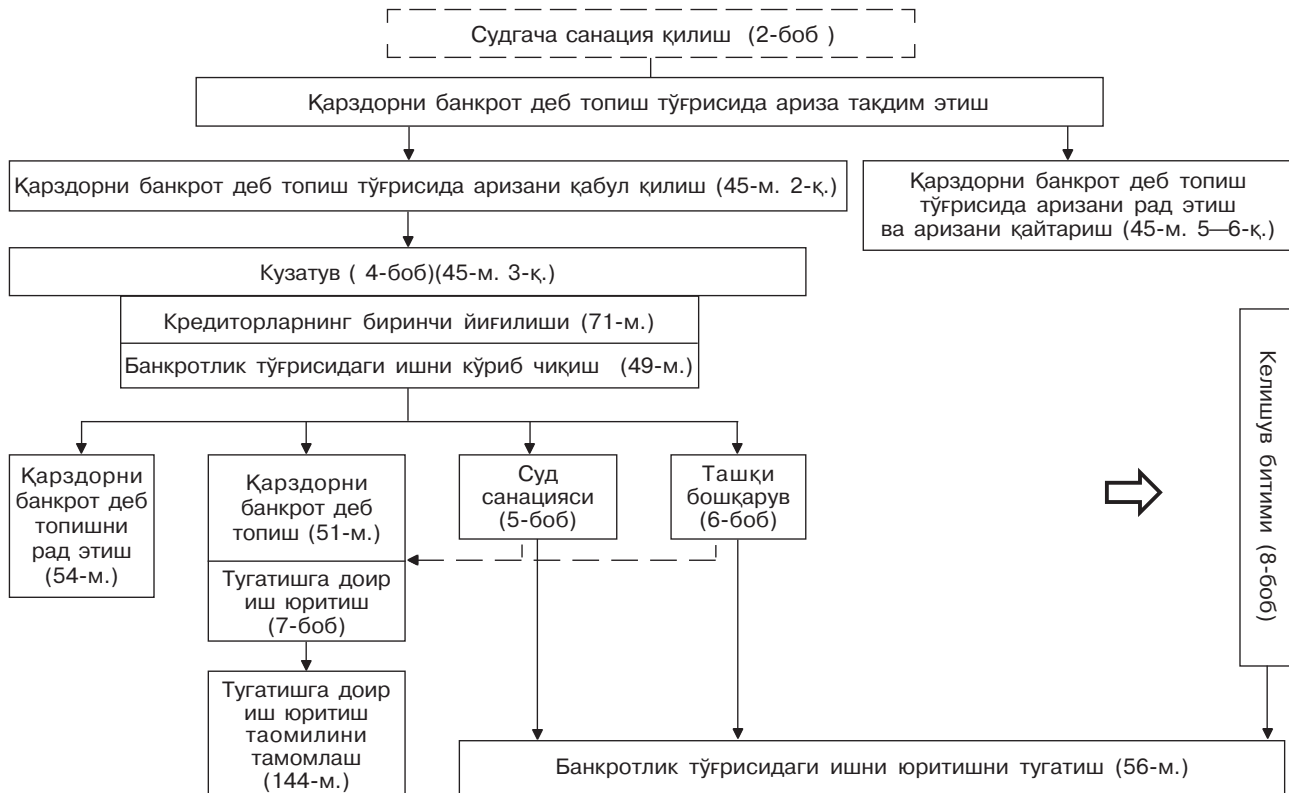 Судгача санация қилиш (2-боб )
Қарздорни банкрот деб топиш тўғрисида ариза тақдим этиш
Қарздорни банкрот деб топиш тўғрисида аризани қабул қилиш (45-м. 2-қ.)
Қарздорни банкрот деб топиш
тўғрисида аризани рад этиш
ва аризани қайтариш (45-м. 5—6-қ.)
Кузатув ( 4-боб)(45-м. 3-қ.)
Кредиторларнинг биринчи йиғилиши (71-м.)
Банкротлик тўғрисидаги ишни кўриб чиқиш (49-м.)
Қарздорни
банкрот деб
топишни
рад этиш
(54-м.)
Қарздорни
банкрот деб
топиш (51-м.)
Тугатишга доир
иш юритиш
(7-боб)
Тугатишга доир
иш юритиш
таомилини
тамомлаш
(144-м.)
Суд
санацияси
(5-боб)
Ташқи
бошқарув
(6-боб)
Келишув битими (8-боб)
Банкротлик тўғрисидаги ишни юритишни тугатиш (56-м.)